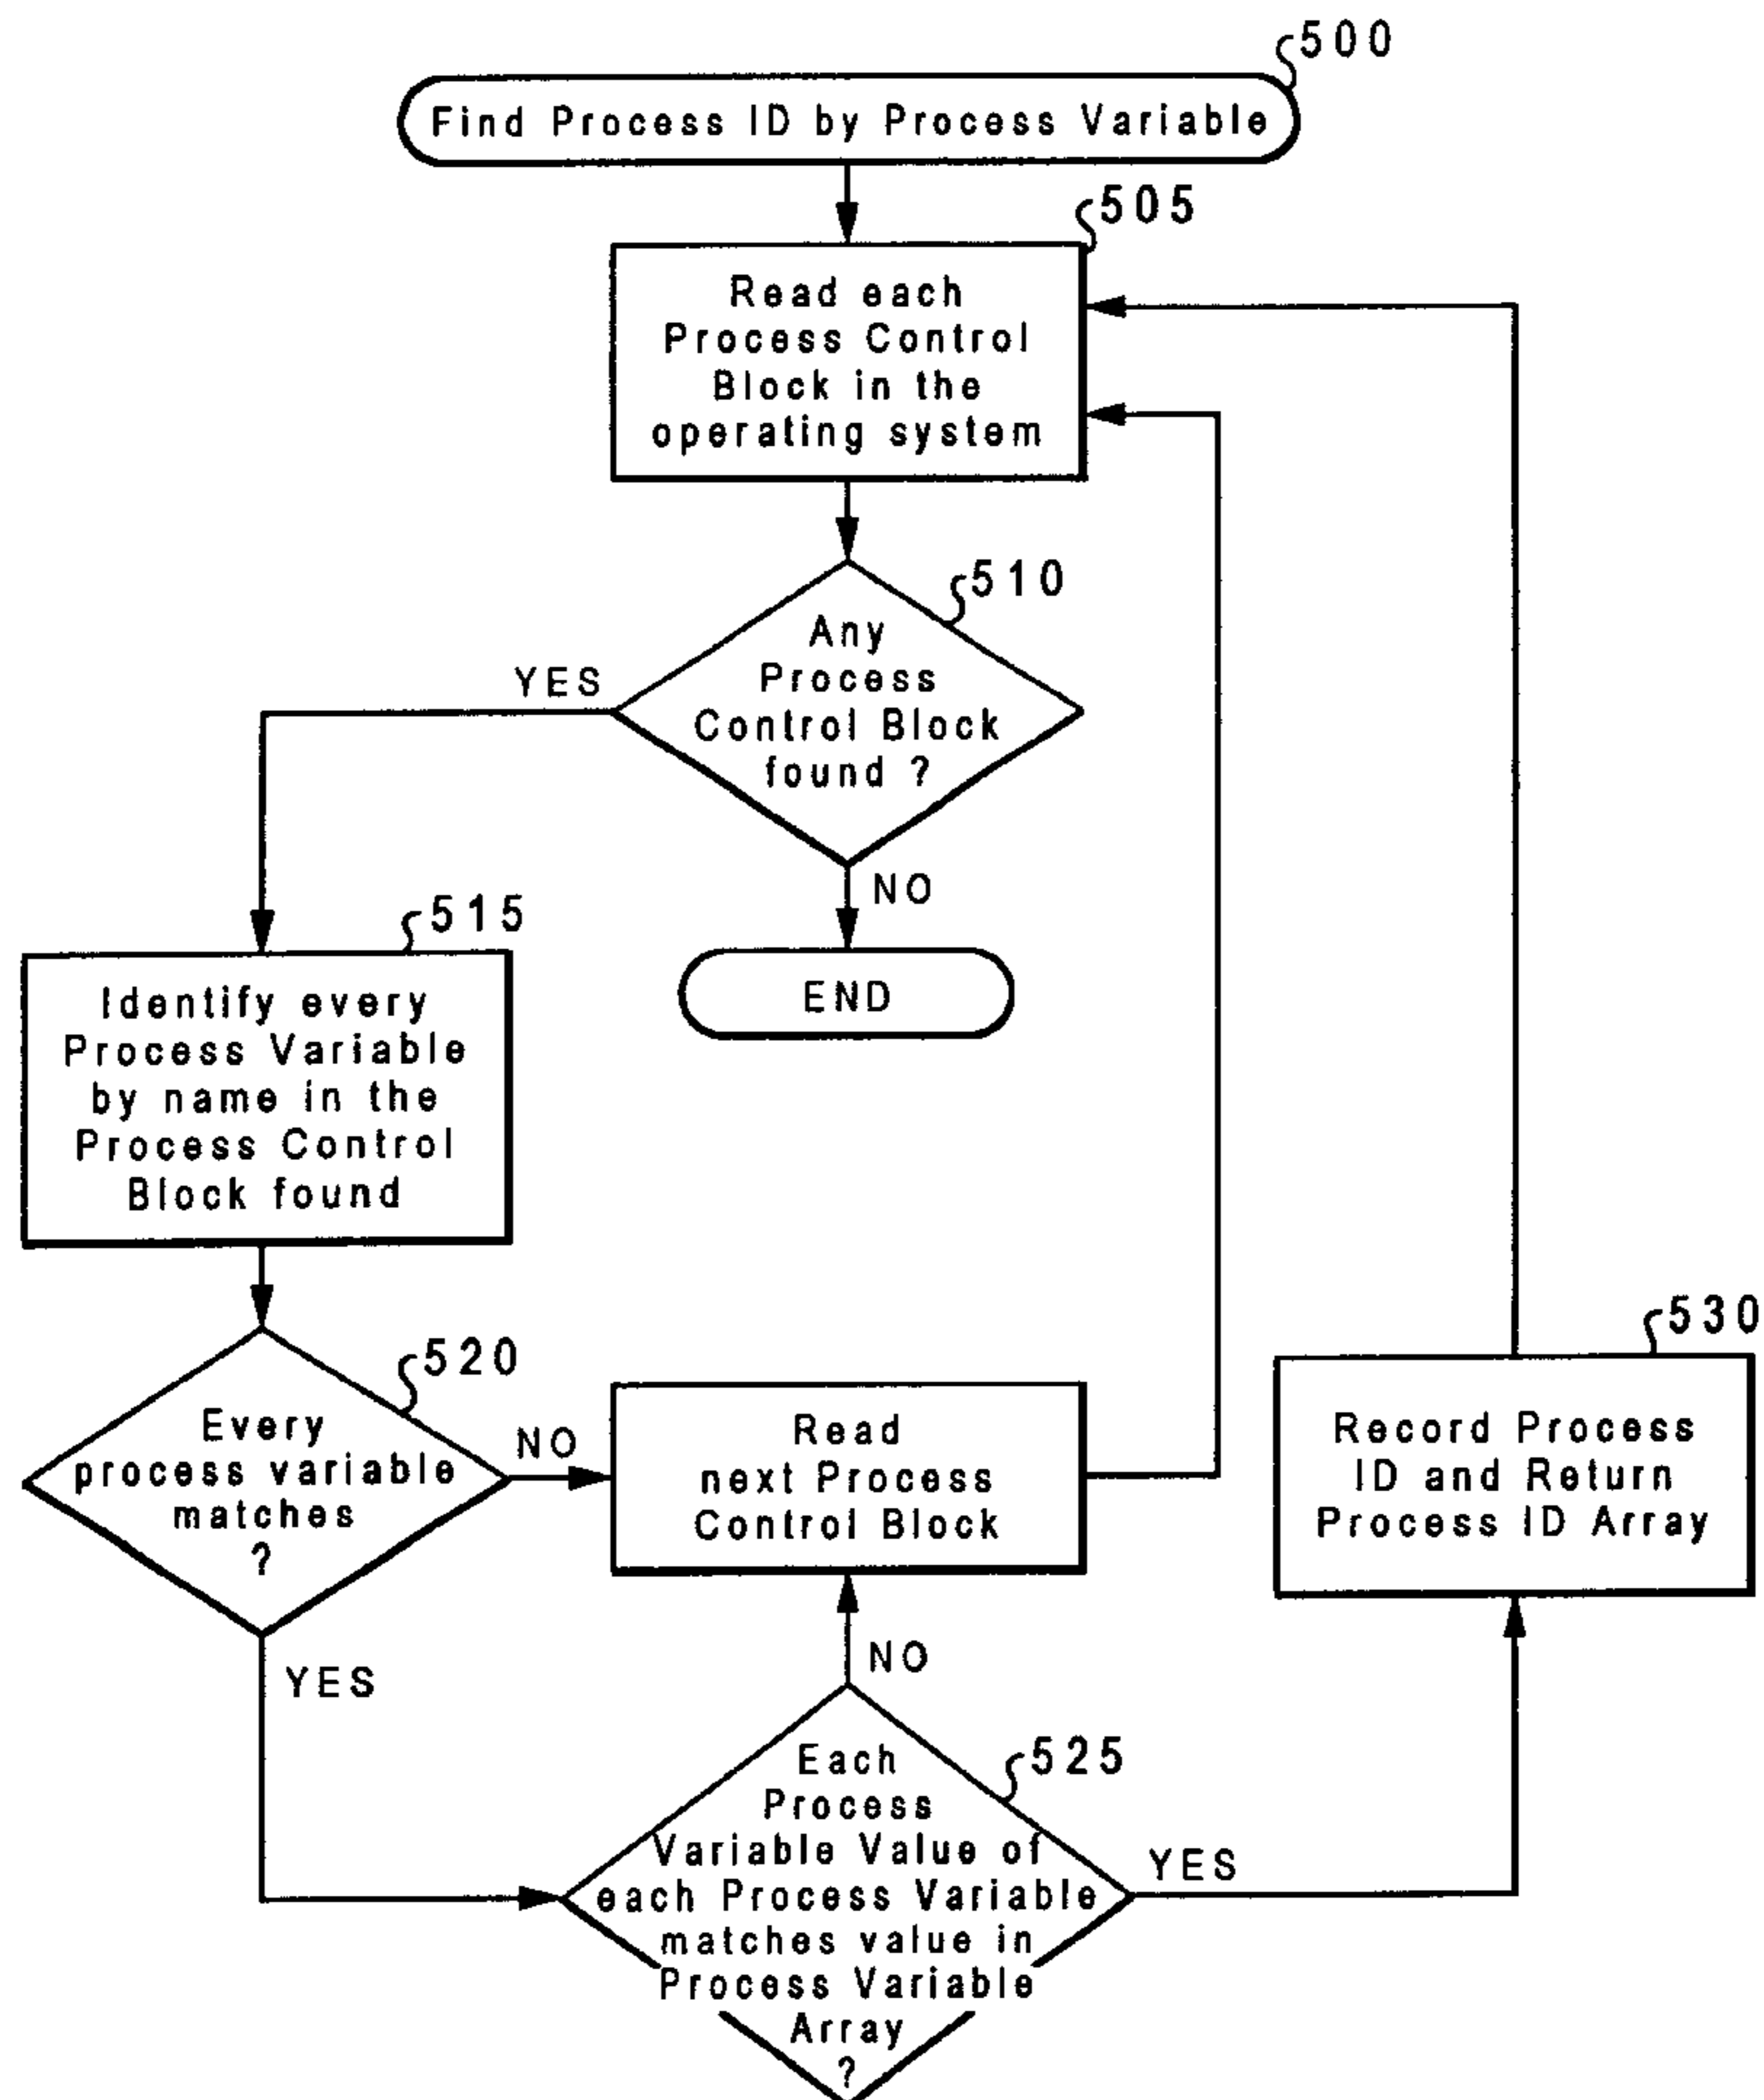 500
Find Process ID by Process Variable
505
Read each
Process Control
Block in the
operating system
510
Any
Process
Control Block
found ?
YES
NO
END
515
Identify every
Process Variable
by name in the
Process Control
Block found
520
Every
process variable
matches
?
NO
YES
Read
next Process
Control Block
530
Record Process
ID and Return
Process ID Array
NO
525
Each
Process
Variable Value of
each Process Variable
matches value in
Process Variable
Array
?
YES